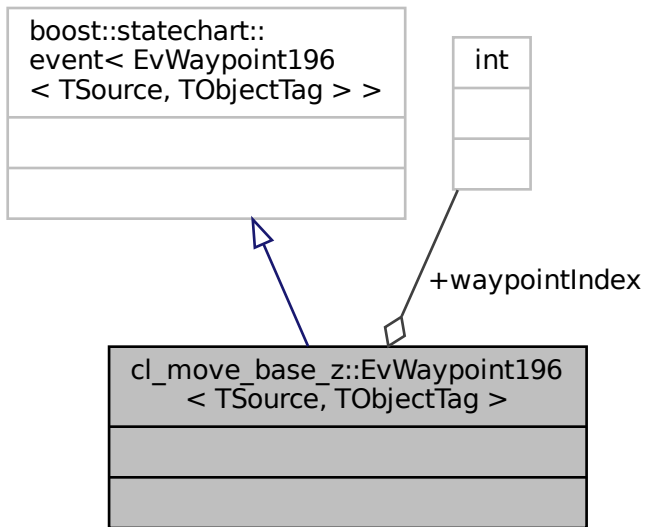 boost::statechart::
event< EvWaypoint196
< TSource, TObjectTag > >
int
+waypointIndex
cl_move_base_z::EvWaypoint196
< TSource, TObjectTag >